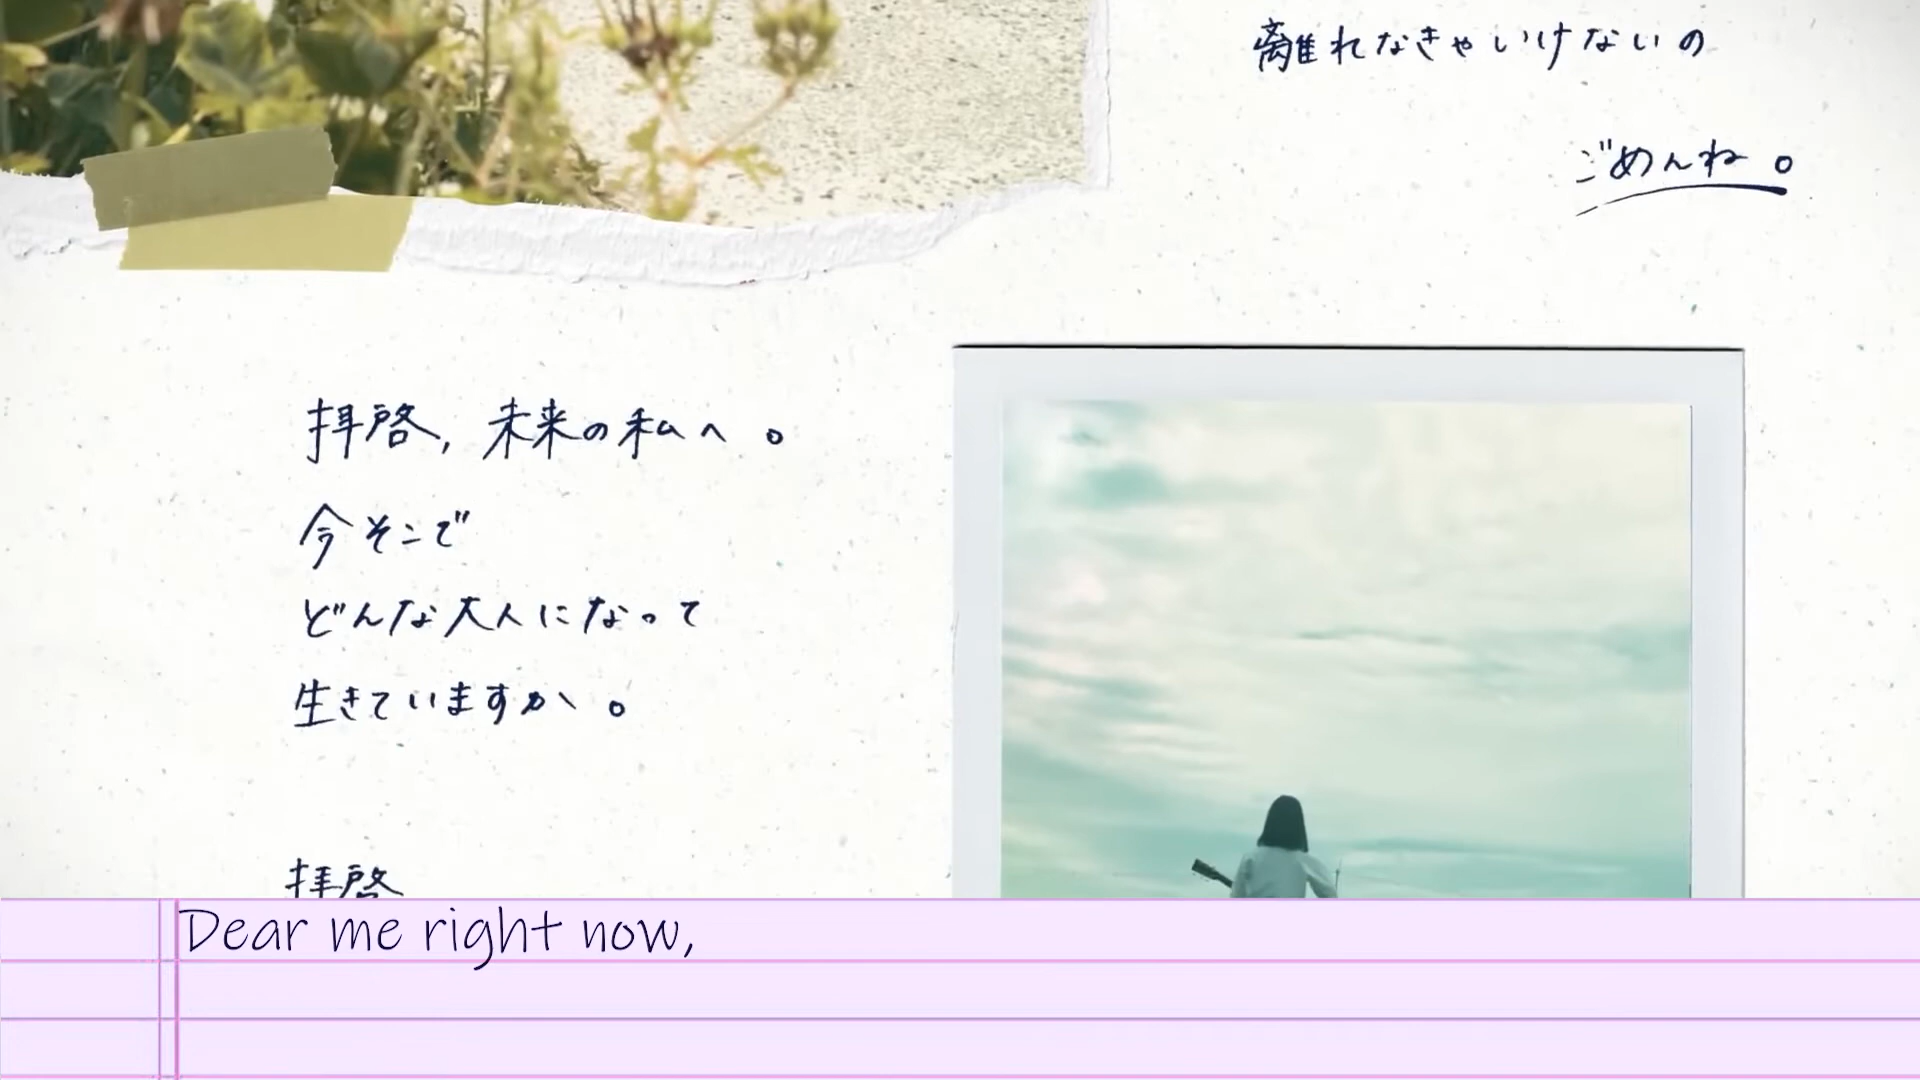 離れなきゃいけないの
ごめんね。
拝啓, 未来の私へ。
今そこで
どんな大人になって
生きていますか。
拝啓
Dear me right now,